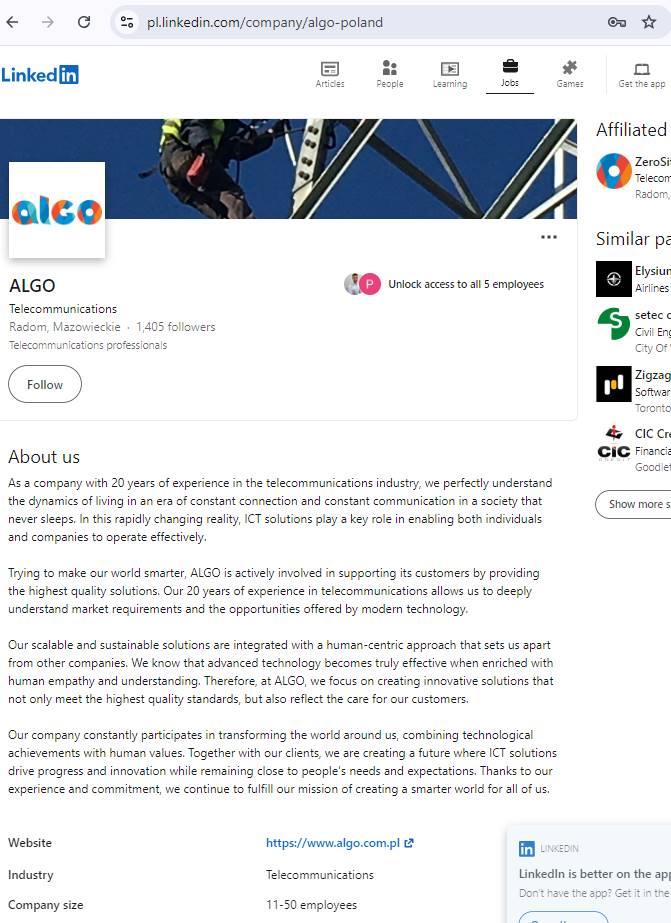 pl.linkedin.com/company/algo-poland
Linked in
Articles
People
Learning
Jobs
Games
Get the app
algo
ALGO
Telecommunications
Radom, Mazowieckie · 1,405 followers
Telecommunications professionals
P
Unlock access to all 5 employees
Follow
About us
As a company with 20 years of experience in the telecommunications industry, we perfectly understand
the dynamics of living in an era of constant connection and constant communication in a society that
never sleeps. In this rapidly changing reality, ICT solutions play a key role in enabling both individuals
and companies to operate effectively.
Trying to make our world smarter, ALGO is actively involved in supporting its customers by providing
the highest quality solutions. Our 20 years of experience in telecommunications allows us to deeply
understand market requirements and the opportunities offered by modern technology.
Our scalable and sustainable solutions are integrated with a human-centric approach that sets us apart
from other companies. We know that advanced technology becomes truly effective when enriched with
human empathy and understanding. Therefore, at ALGO, we focus on creating innovative solutions that
not only meet the highest quality standards, but also reflect the care for our customers.
Our company constantly participates in transforming the world around us, combining technological
achievements with human values. Together with our clients, we are creating a future where ICT solutions
drive progress and innovation while remaining close to people's needs and expectations. Thanks to our
experience and commitment, we continue to fulfill our mission of creating a smarter world for all of us.
Website https://www.algo.com.pl
Industry Telecommunications
Company size 11-50 employees
Affiliated
ZeroSi
Telecom
Radom,
Similar pa
Elysium
Airlines
setec c
Civil Eng
City Of
Zigzag
Softwar
Toronto
CIC
CIC Cre
Financia
Goodlet
Show more s
in LINKEDIN
LinkedIn is better on the app
Don't have the app? Get it in the